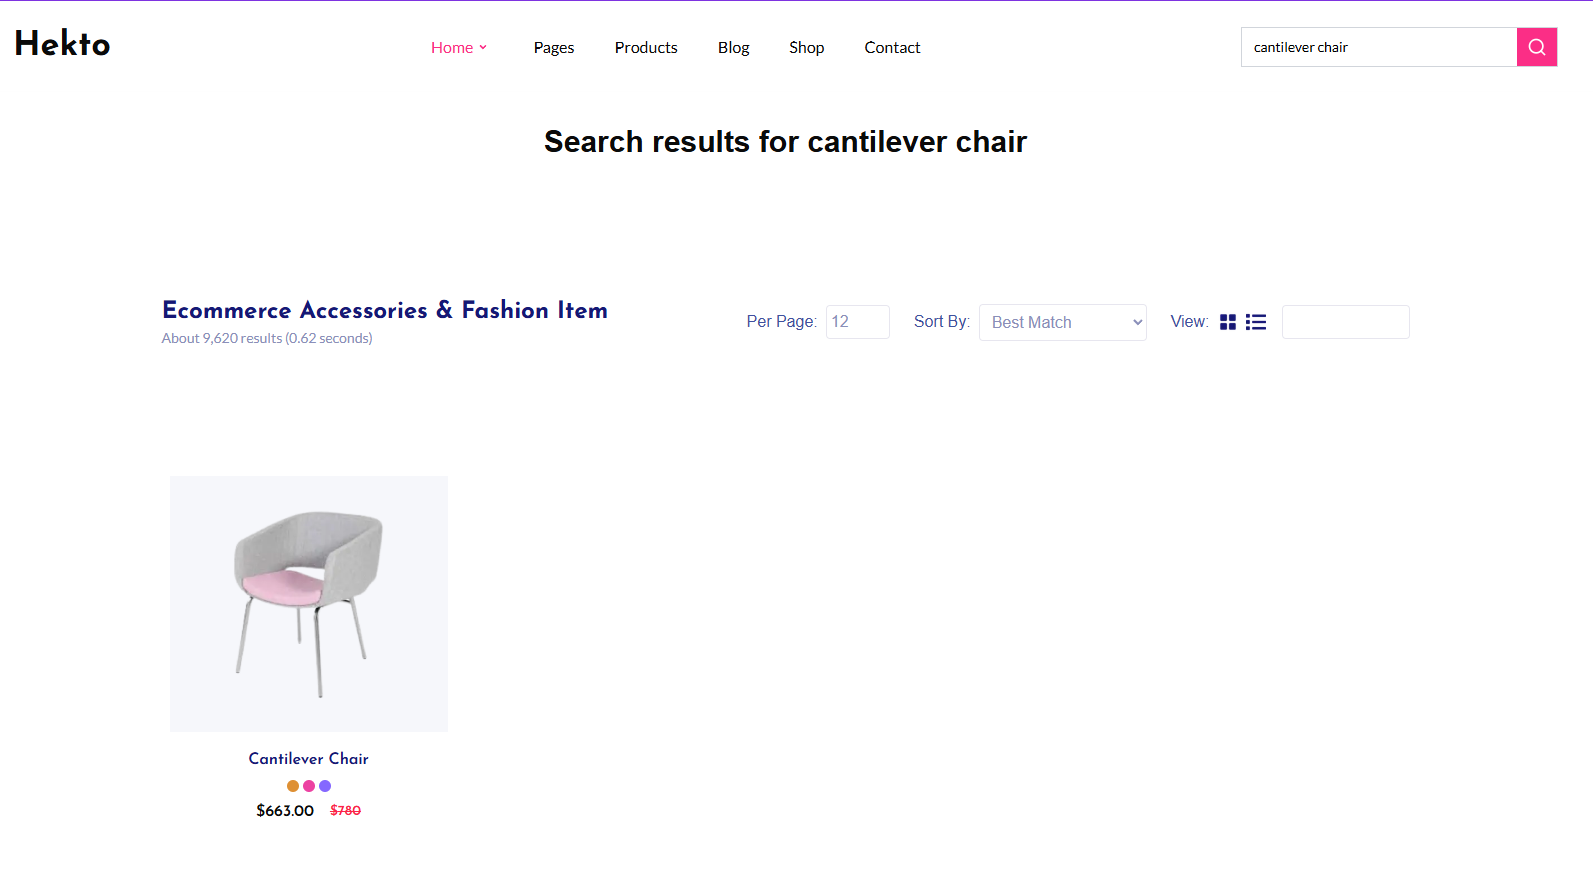 Hekto
Home Pages Products Blog Shop Contact
cantilever chair
Search results for cantilever chair
Ecommerce Accessories & Fashion Item
About 9,620 results (0.62 seconds)
Per Page: 12 Sort By: Best Match View:
Cantilever Chair
$663.00 $780